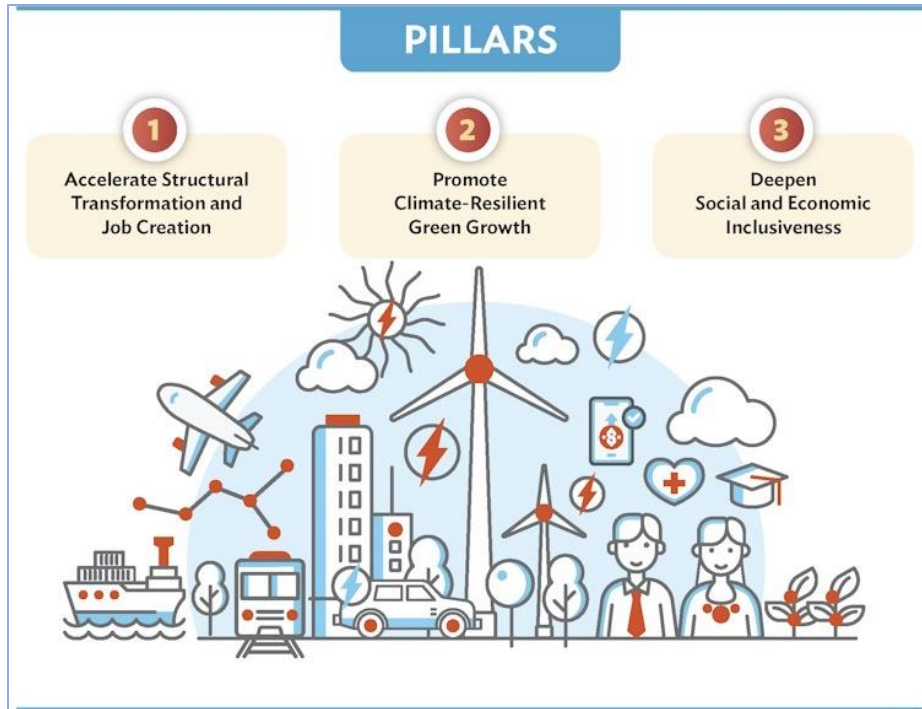 PILLARS
1
Accelerate Structural
Transformation and
Job Creation
2
Promote
Climate-Resilient
Green Growth
3
Deepen
Social and Economic
Inclusiveness
$